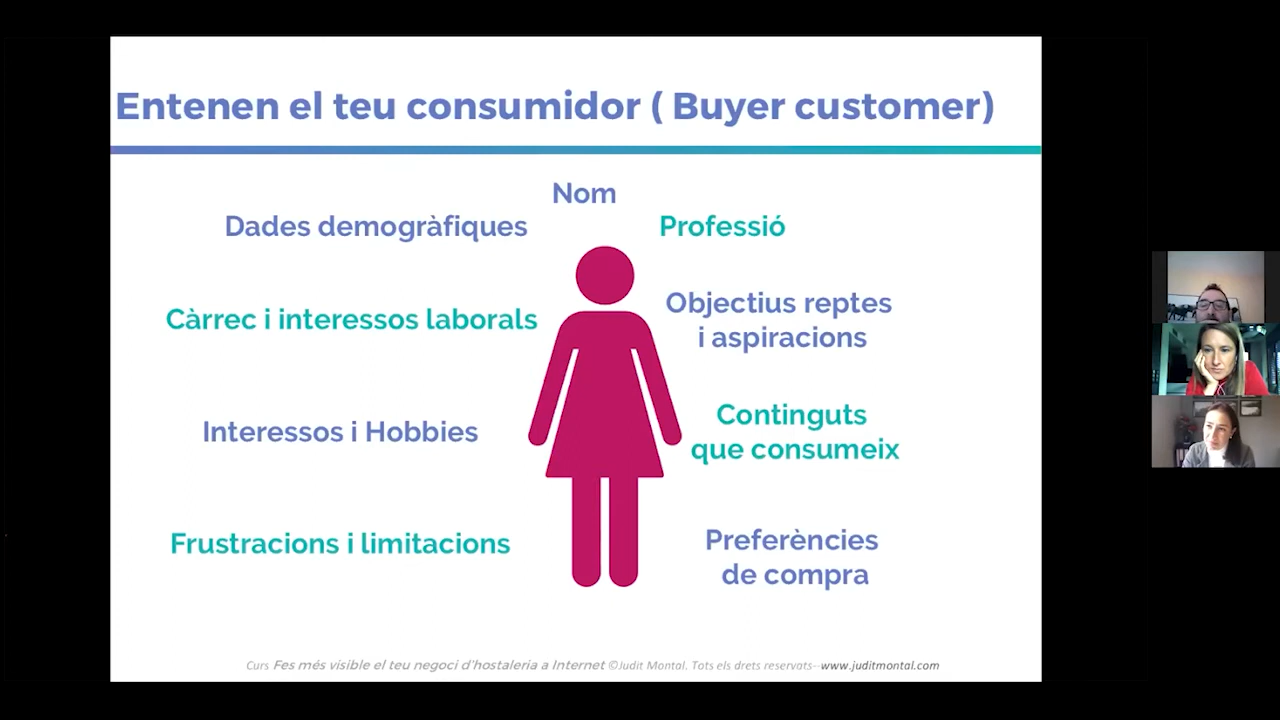 Entenen el teu consumidor ( Buyer customer)
Nom
Dades demogràfiques
Professió
Càrrec i interessos laborals
Objectius reptes
i aspiracions
Interessos i Hobbies
Continguts
que consumeix
Frustracions i limitacions
Preferències
de compra
Curs Fes més visible el teu negoci d'hostaleria a Internet ©Judit Montal. Tots els drets reservats--www.juditmontal.com